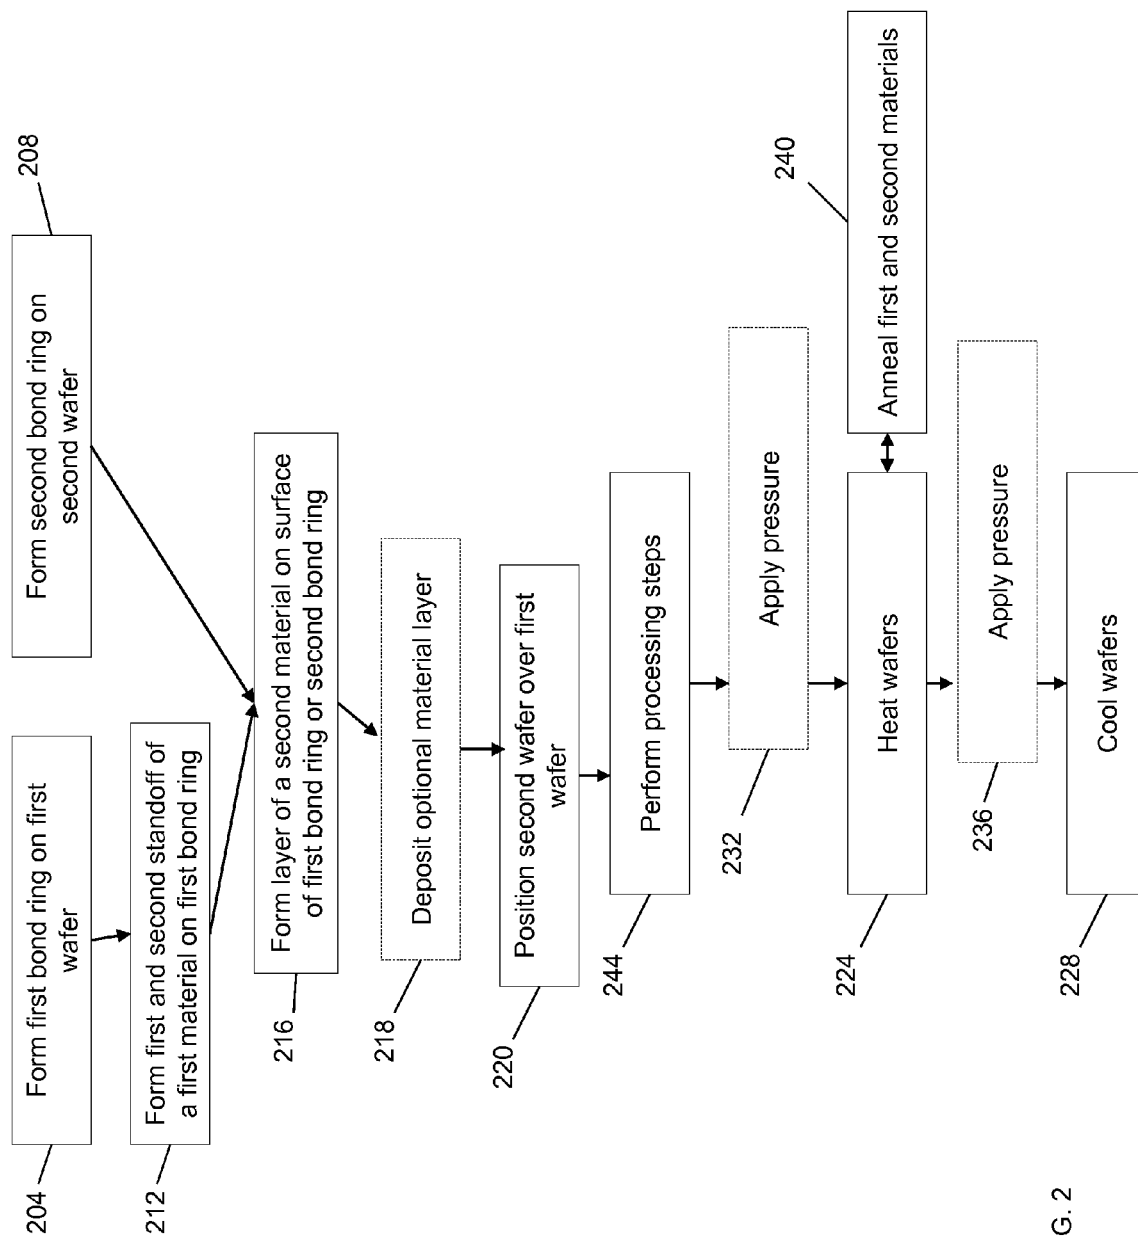 204
Form first bond ring on first
wafer
208
Form second bond ring on
second wafer
212
Form first and second standoff of
a first material on first bond ring
216
Form layer of a second material on surface
of first bond ring or second bond ring
218
Deposit optional material layer
220
Position second wafer over first
wafer
244
Perform processing steps
232
Apply pressure
224
Heat wafers
240
Anneal first and second materials
236
Apply pressure
228
Cool wafers
G. 2